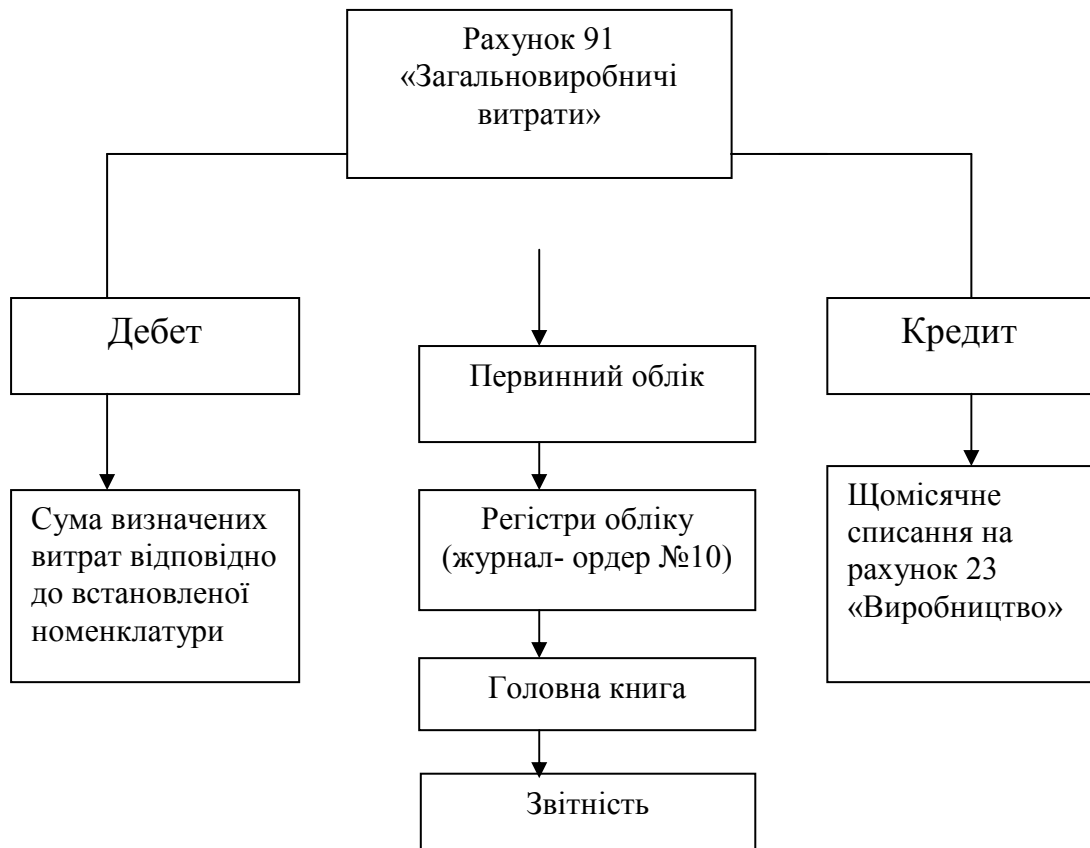 Рахунок 91
«Загальновиробничі
витрати»
Дебет
Кредит
Первинний облік
Сума визначених
витрат відповідно
до встановленої
номенклатури
Регістри обліку
(журнал- ордер №10)
Щомісячне
списання на
рахунок 23
«Виробництво»
Головна книга
Звітність